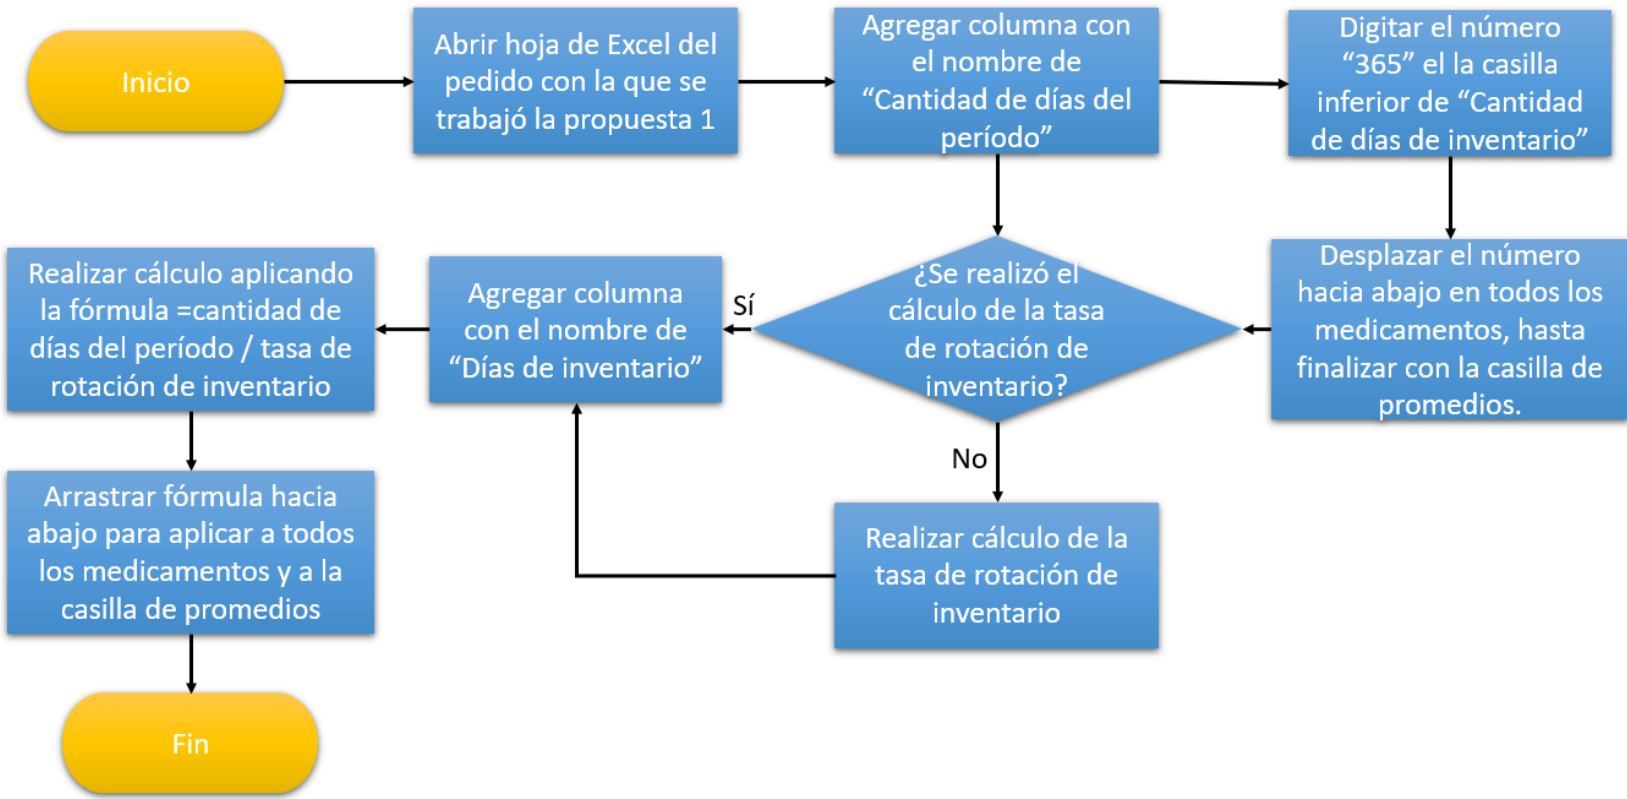 Inicio
Abrir hoja de Excel del
pedido con la que se
trabajó la propuesta 1
Agregar columna con
el nombre de
“Cantidad de días del
período”
Digitar el número
“365” el la casilla
inferior de “Cantidad
de días de inventario”
Desplazar el número
hacia abajo en todos los
medicamentos, hasta
finalizar con la casilla de
promedios.
¿Se realizó el
cálculo de la tasa
de rotación de
inventario?
Sí
No
Realizar cálculo de la
tasa de rotación de
inventario
Agregar columna
con el nombre de
“Días de inventario”
Realizar cálculo aplicando
la fórmula =cantidad de
días del período / tasa de
rotación de inventario
Arrastrar fórmula hacia
abajo para aplicar a todos
los medicamentos y a la
casilla de promedios
Fin